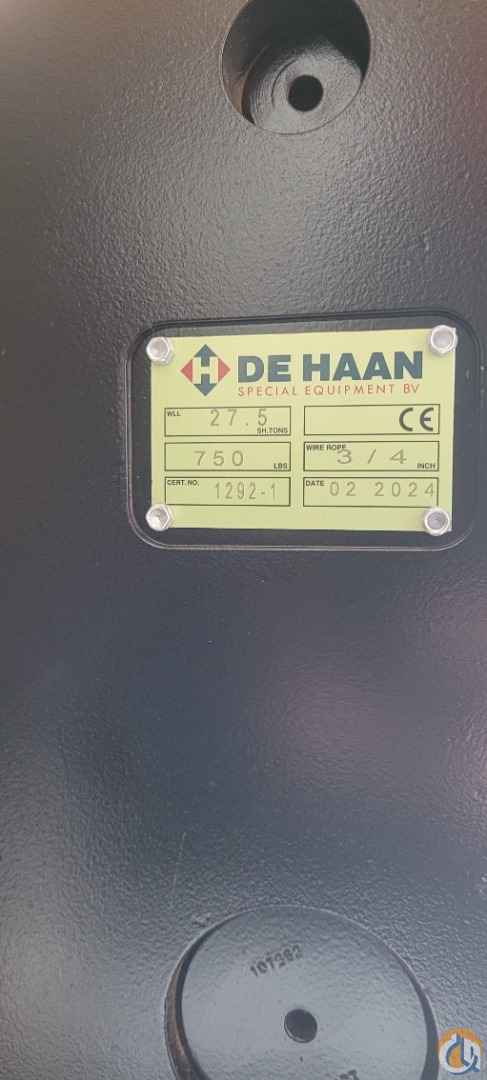 DE HAAN
SPECIAL EQUIPMENT BV
WLL 27.5 SH.TONS
CE
750 LBS
WIRE ROPE 3/4 INCH
CERT. NO. 1292-1
DATE 02 2024